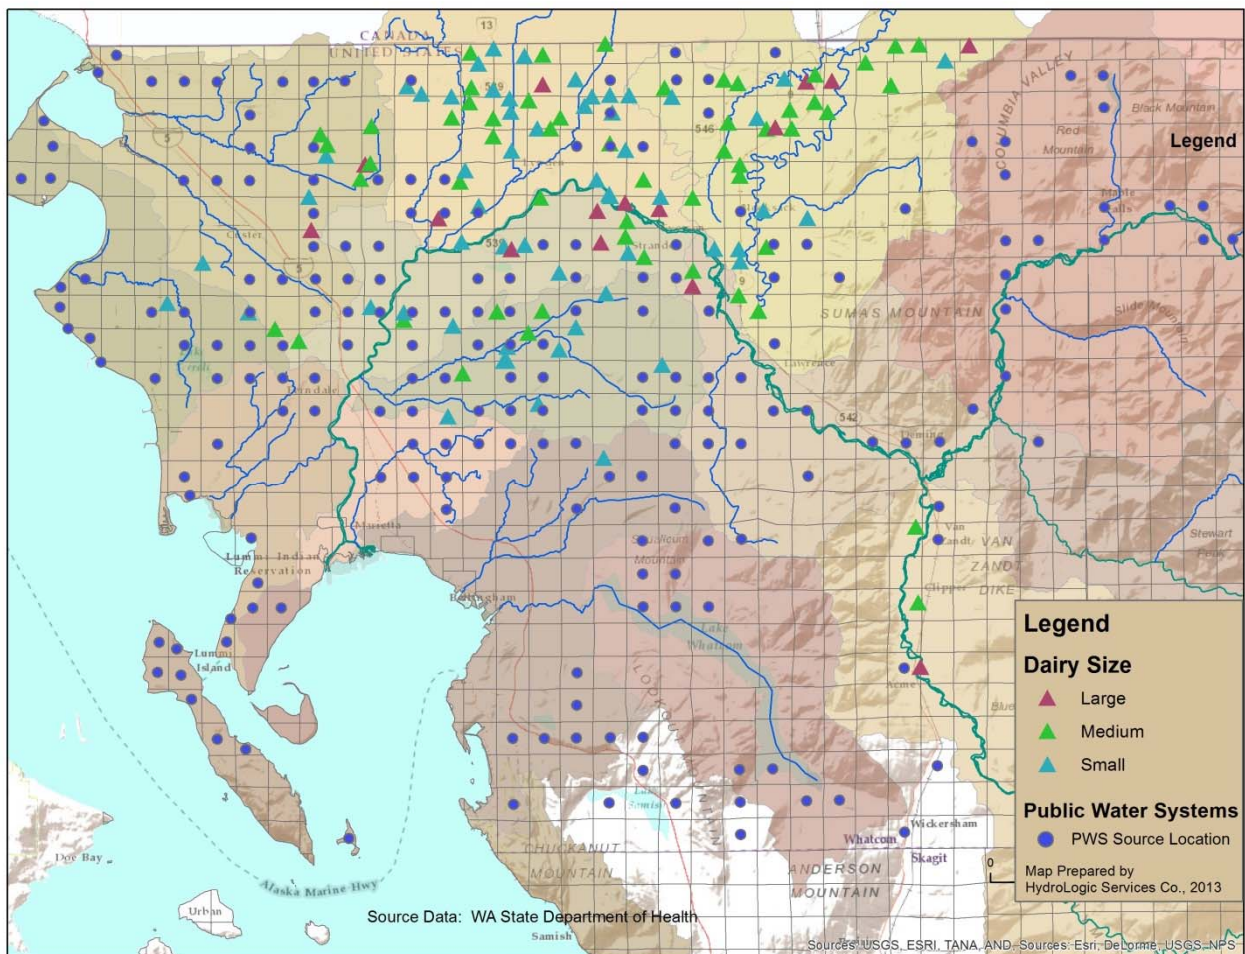 13
CANADA
UNITED STATES
539
9
546
COLUMBIA VALLEY
Black Mountain
Red
Mountain
Legend
Lynden
Maple
Falls
Custer
5
539
Strandell
9
SUMAS MOUNTAIN
Slide Mountain
Lawrence
Ferndale
542
Deming
Marietta
Lummi Indian
Reservation
Squalicum
Mountain
Van
Zandt
VAN
ZANDT
DIKE
Stewart
Peak
Clipper
Bellingham
Lake
Whatcom
Lummi
Island
Acme
LOOKOUT MOUNTAIN
Legend
Dairy Size
Large
Medium
Small
Public Water Systems
PWS Source Location
Map Prepared by
HydroLogic Services Co., 2013
0
Wickersham
Whatcom
Skagit
CHUCKANUT
MOUNTAIN
ANDERSON
MOUNTAIN
Doe Bay
Alaska Marine Hwy
Urban
Source Data: WA State Department of Health
Samish
Sources: USGS, ESRI, TANA, AND, Sources: Esri, DeLorme, USGS, NPS